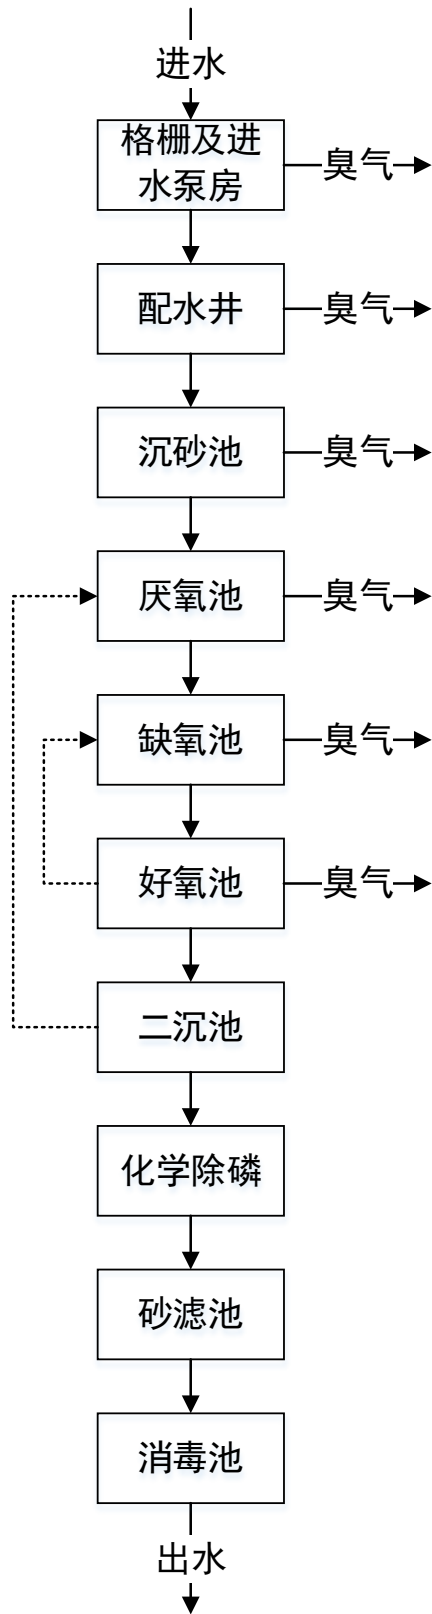 进水
格栅及进
水泵房
臭气
配水井
臭气
沉砂池
臭气
厌氧池
臭气
缺氧池
臭气
好氧池
臭气
二沉池
化学除磷
砂滤池
消毒池
出水